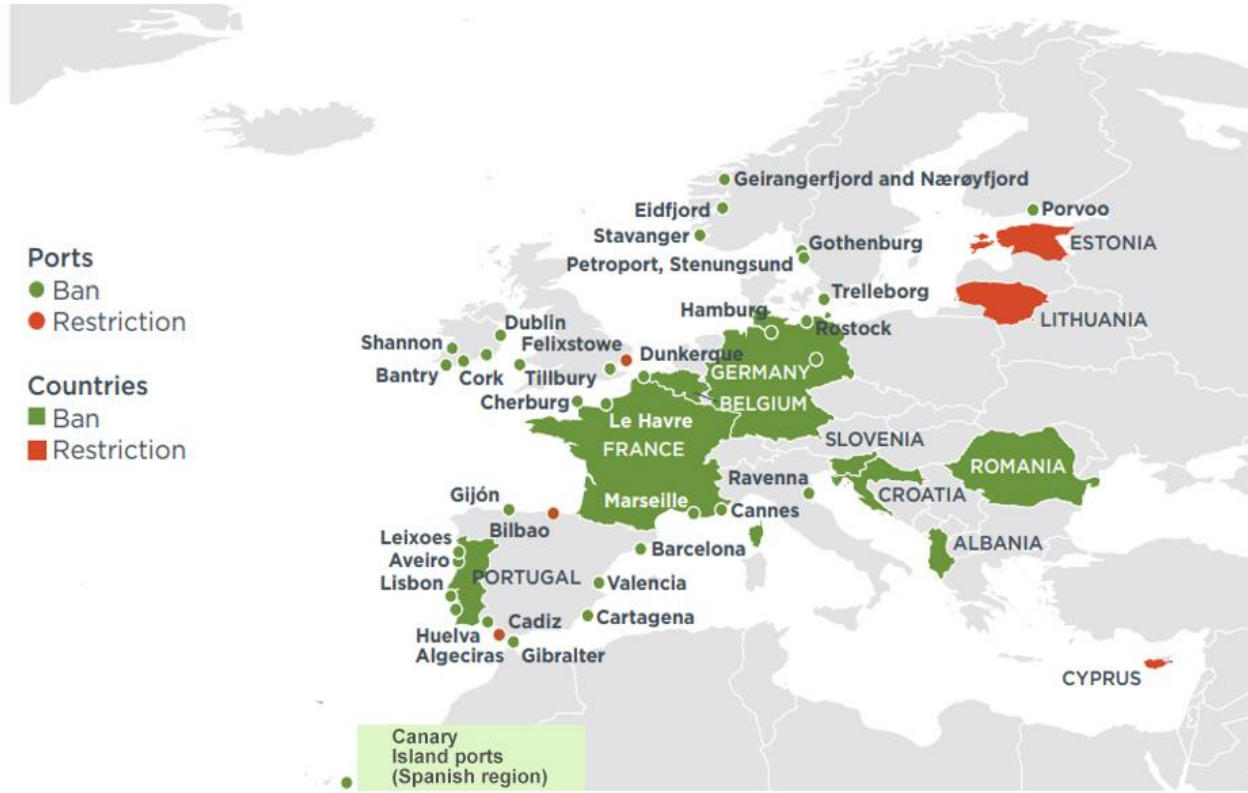 Geirangerfjord and Nærøyfjord
Eidfjord
Porvoo
Stavanger
Gothenburg
ESTONIA
Petroport, Stenungsund
Ports
Ban
Restriction
Trelleborg
Hamburg
LITHUANIA
Rostock
Dublin
Shannon
Felixstowe
Dunkerque
Bantry
Cork
Tillbury
GERMANY
Countries
Ban
Restriction
Cherburg
BELGIUM
Le Havre
FRANCE
SLOVENIA
ROMANIA
Ravenna
Gijón
Marseille
CROATIA
Cannes
Bilbao
Leixoes
ALBANIA
Aveiro
Barcelona
Lisbon
PORTUGAL
Valencia
Cadiz
Cartagena
Huelva
Algeciras
Gibralter
CYPRUS
Canary
Island ports
(Spanish region)